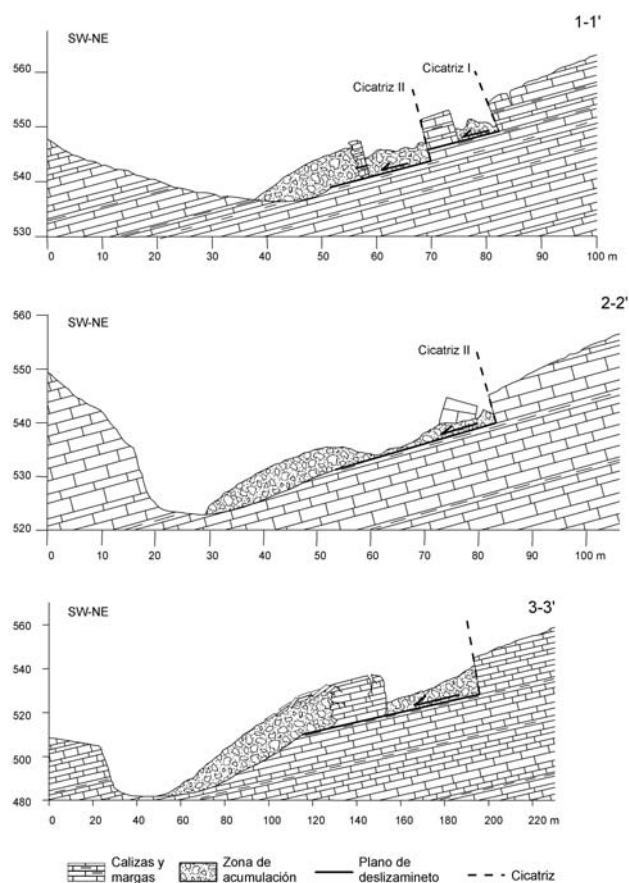 1-1'
SW-NE
Cicatriz I
Cicatriz II
560
550
540
530
0 10 20 30 40 50 60 70 80 90 100 m
2-2'
SW-NE
Cicatriz II
560
550
540
530
520
0 10 20 30 40 50 60 70 80 90 100 m
3-3'
SW-NE
560
540
520
500
490
480
0 20 40 60 80 100 120 140 160 180 200 220 m
Calizas y margas
Zona de acumulación
Plano de deslizamineto
Cicatriz